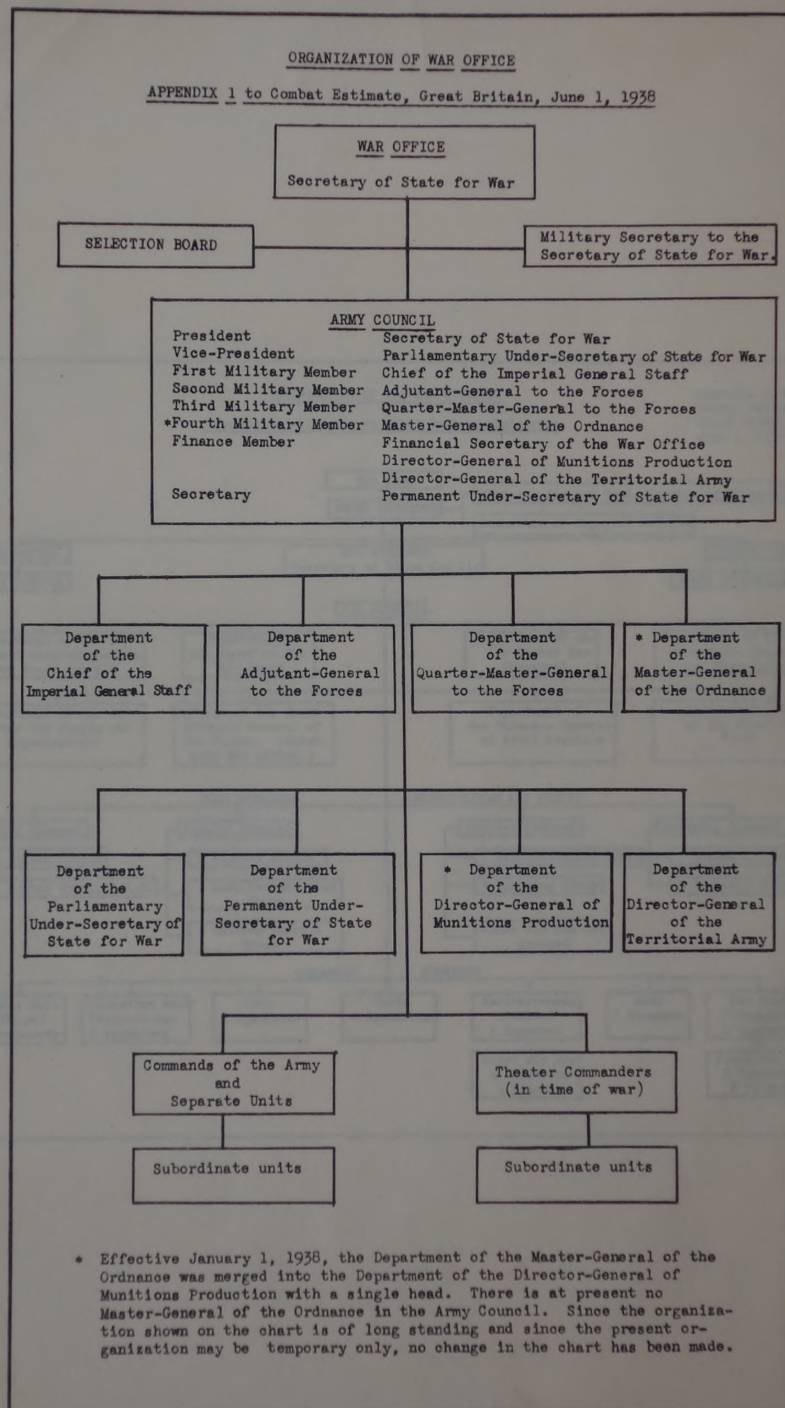 ORGANIZATION OF WAR OFFICE
APPENDIX 1 to Combat Estimate, Great Britain, June 1, 1938
WAR OFFICE
Secretary of State for War
SELECTION BOARD
Military Secretary to the
Secretary of State for War.
ARMY COUNCIL
President Secretary of State for War
Vice-President Parliamentary Under-Secretary of State for War
First Military Member Chief of the Imperial General Staff
Second Military Member Adjutant-General to the Forces
Third Military Member Quarter-Master-General to the Forces
*Fourth Military Member Master-General of the Ordnance
Finance Member Financial Secretary of the War Office
Director-General of Munitions Production
Director-General of the Territorial Army
Secretary Permanent Under-Secretary of State for War
Department
of the
Chief of the
Imperial General Staff
Department
of the
Adjutant-General
to the Forces
Department
of the
Quarter-Master-General
to the Forces
* Department
of the
Master-General
of the Ordnance
Department
of the
Parliamentary
Under-Secretary of
State for War
Department
of the
Permanent Under-
Secretary of State
for War
* Department
of the
Director-General of
Munitions Production
Department
of the
Director-General
of the
Territorial Army
Commands of the Army
and
Separate Units
Theater Commanders
(in time of war)
Subordinate units
Subordinate units
* Effective January 1, 1938, the Department of the Master-General of the
Ordnance was merged into the Department of the Director-General of
Munitions Production with a single head. There is at present no
Master-General of the Ordnance in the Army Council. Since the organiza-
tion shown on the chart is of long standing and since the present or-
ganization may be temporary only, no change in the chart has been made.